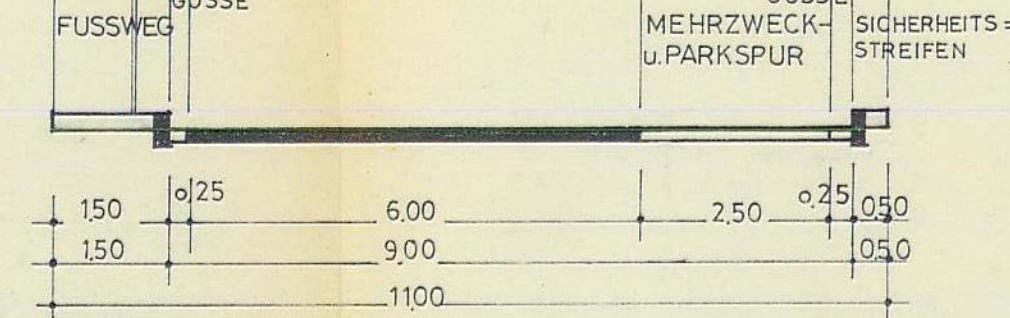 GOSSE
FUSSWEG
MEHRZWECK-
u. PARKSPUR
SICHERHEITS=
STREIFEN
1,50 0,25 6,00 2,50 0,25 0,50
1,50 9,00 0,50
11,00